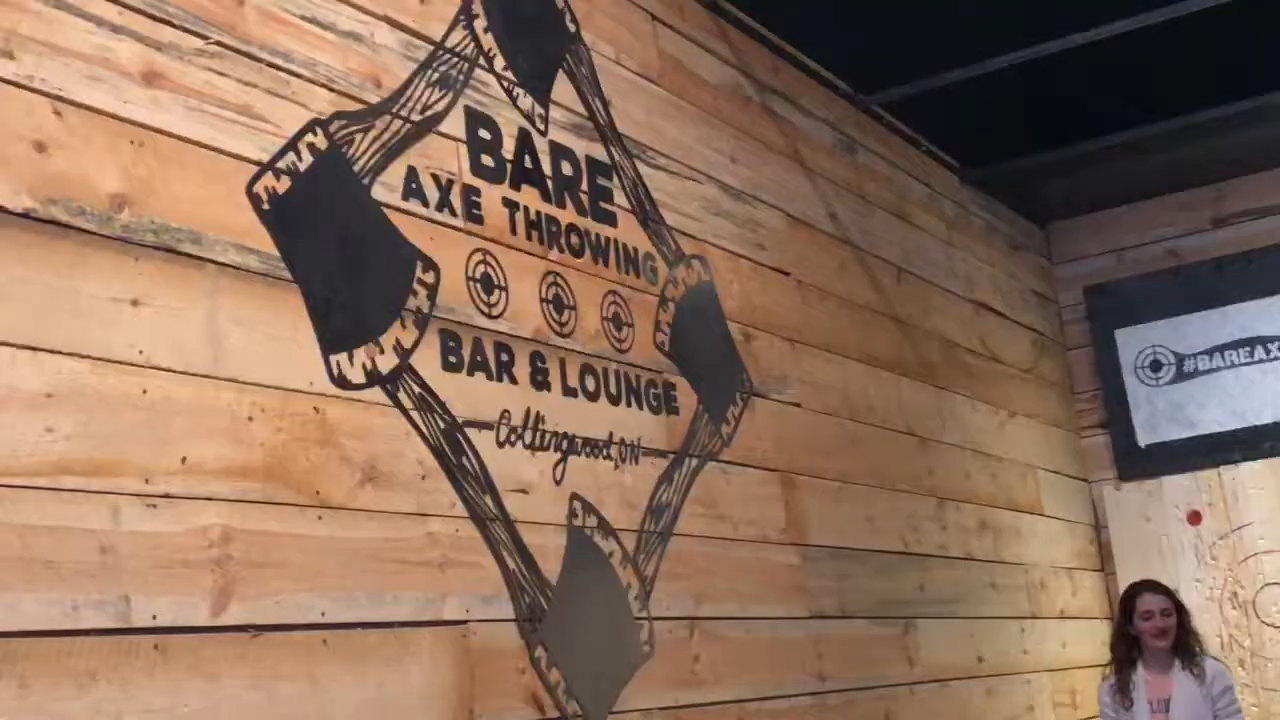 BARE
AXE THROWING
BAR & LOUNGE
Collingwood, ON
#BAREAX